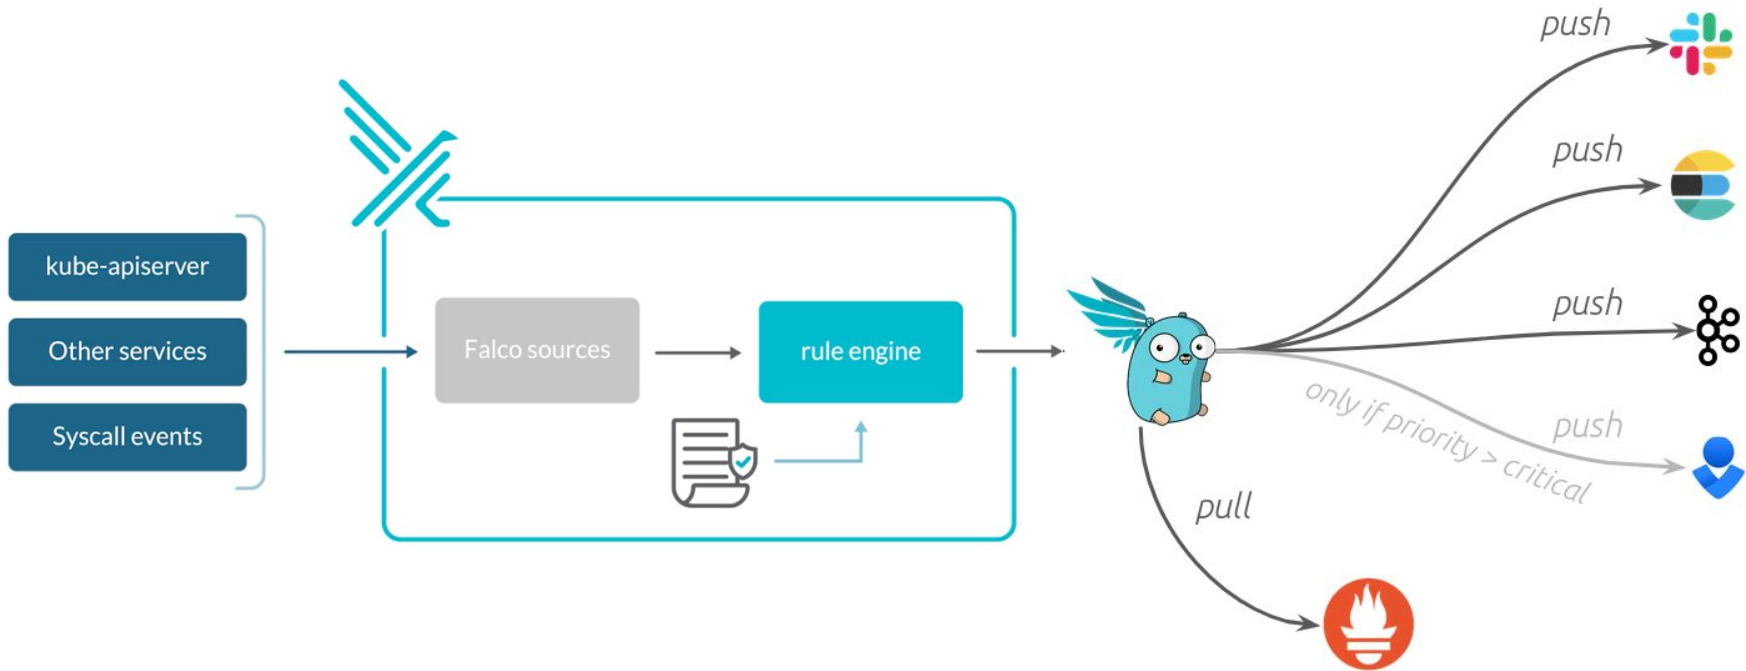 push
push
kube-apiserver
push
Other services
Falco sources
rule engine
only if priority > critical
push
Syscall events
pull